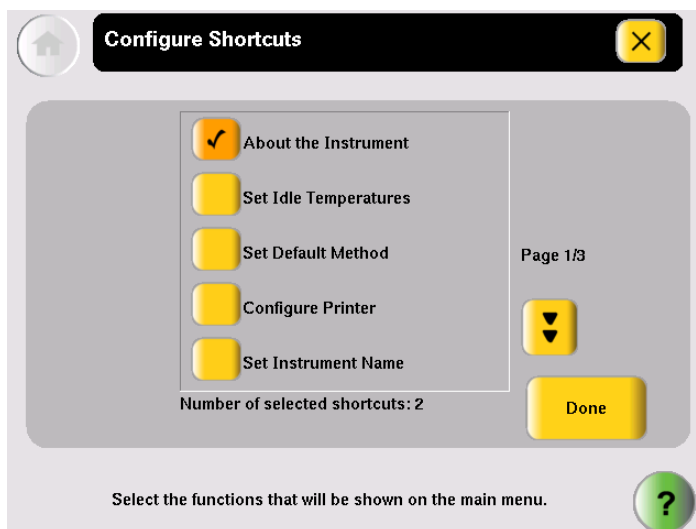 Configure Shortcuts
About the Instrument
Set Idle Temperatures
Set Default Method
Page 1/3
Configure Printer
Set Instrument Name
Number of selected shortcuts: 2
Done
Select the functions that will be shown on the main menu.
?